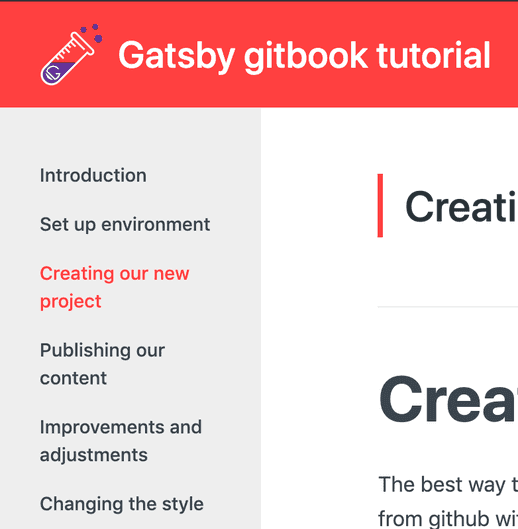 Gatsby gitbook tutorial
Introduction
Set up environment
Creating our new
project
Publishing our
content
Improvements and
adjustments
Changing the style
Creati
Creat
The best way t
from github wit